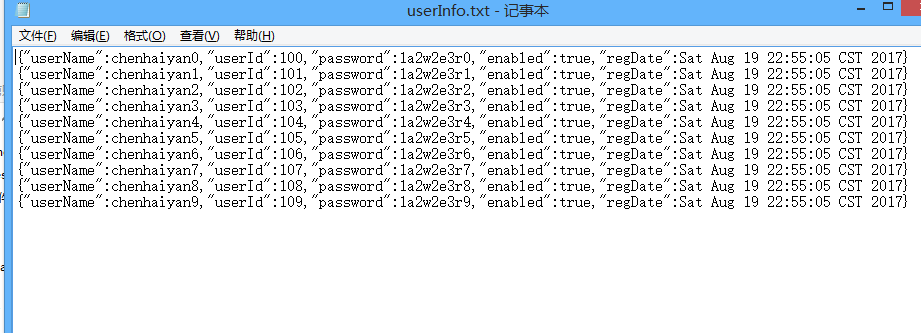 userInfo.txt - 记事本
文件(F) 编辑(E) 格式(O) 查看(V) 帮助(H)
{"userName":chenhaiyan0,"userId":100,"password":1a2w2e3r0,"enabled":true,"regDate":Sat Aug 19 22:55:05 CST 2017}
{"userName":chenhaiyan1,"userId":101,"password":1a2w2e3r1,"enabled":true,"regDate":Sat Aug 19 22:55:05 CST 2017}
{"userName":chenhaiyan2,"userId":102,"password":1a2w2e3r2,"enabled":true,"regDate":Sat Aug 19 22:55:05 CST 2017}
{"userName":chenhaiyan3,"userId":103,"password":1a2w2e3r3,"enabled":true,"regDate":Sat Aug 19 22:55:05 CST 2017}
{"userName":chenhaiyan4,"userId":104,"password":1a2w2e3r4,"enabled":true,"regDate":Sat Aug 19 22:55:05 CST 2017}
{"userName":chenhaiyan5,"userId":105,"password":1a2w2e3r5,"enabled":true,"regDate":Sat Aug 19 22:55:05 CST 2017}
{"userName":chenhaiyan6,"userId":106,"password":1a2w2e3r6,"enabled":true,"regDate":Sat Aug 19 22:55:05 CST 2017}
{"userName":chenhaiyan7,"userId":107,"password":1a2w2e3r7,"enabled":true,"regDate":Sat Aug 19 22:55:05 CST 2017}
{"userName":chenhaiyan8,"userId":108,"password":1a2w2e3r8,"enabled":true,"regDate":Sat Aug 19 22:55:05 CST 2017}
{"userName":chenhaiyan9,"userId":109,"password":1a2w2e3r9,"enabled":true,"regDate":Sat Aug 19 22:55:05 CST 2017}